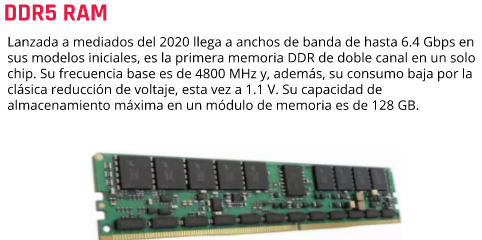 DDR5 RAM
Lanzada a mediados del 2020 llega a anchos de banda de hasta 6.4 Gbps en
sus modelos iniciales, es la primera memoria DDR de doble canal en un solo
chip. Su frecuencia base es de 4800 MHz y, además, su consumo baja por la
clásica reducción de voltaje, esta vez a 1.1 V. Su capacidad de
almacenamiento máxima en un módulo de memoria es de 128 GB.